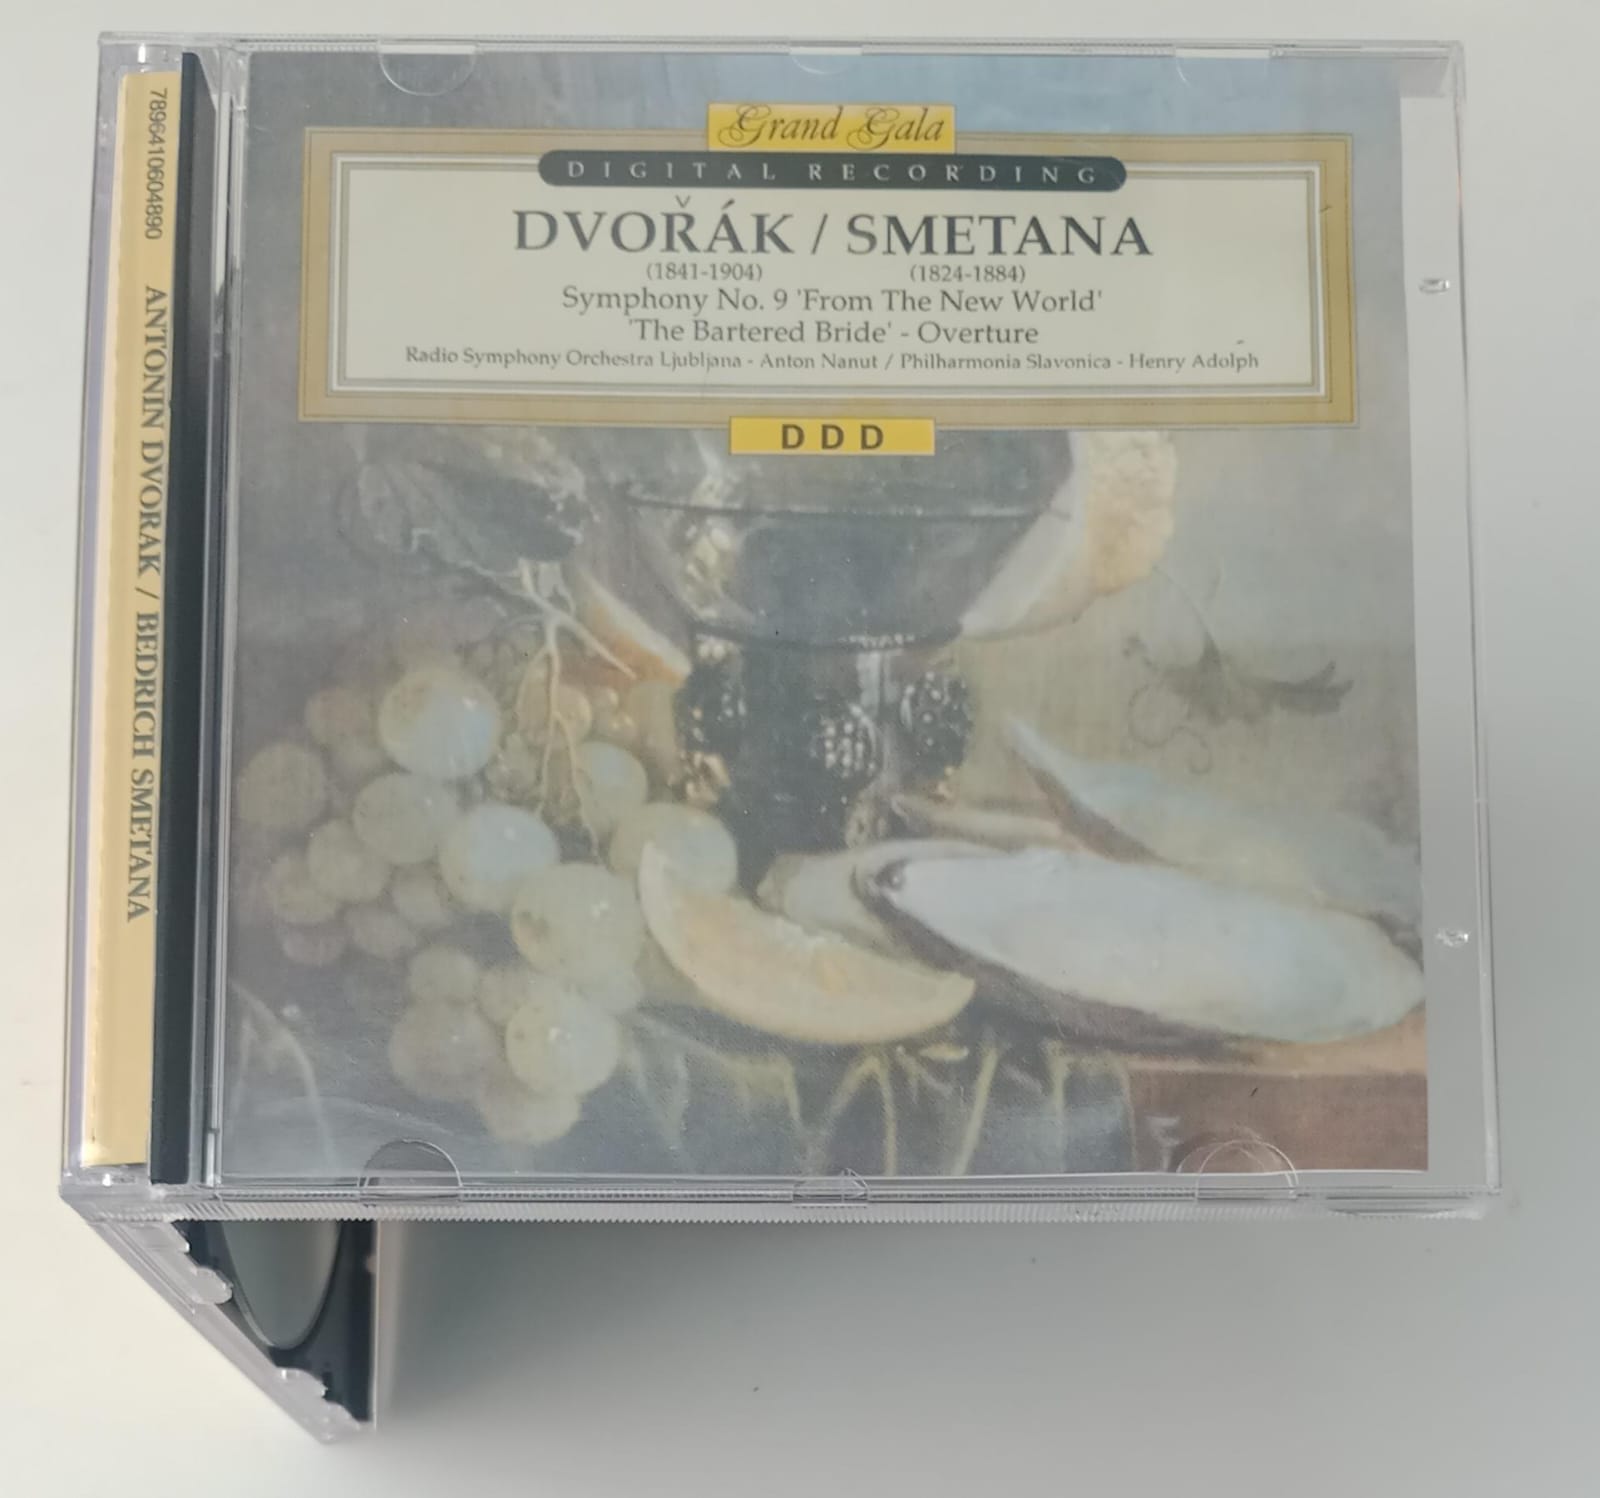 Grand Gala
DIGITAL RECORDING
DVOŘÁK / SMETANA
(1841-1904) (1824-1884)
Symphony No. 9 'From The New World'
'The Bartered Bride' - Overture
Radio Symphony Orchestra Ljubljana - Anton Nanut / Philharmonia Slavonica - Henry Adolph
DDD
7896410604890 ANTONIN DVORAK / BEDRICH SMETANA